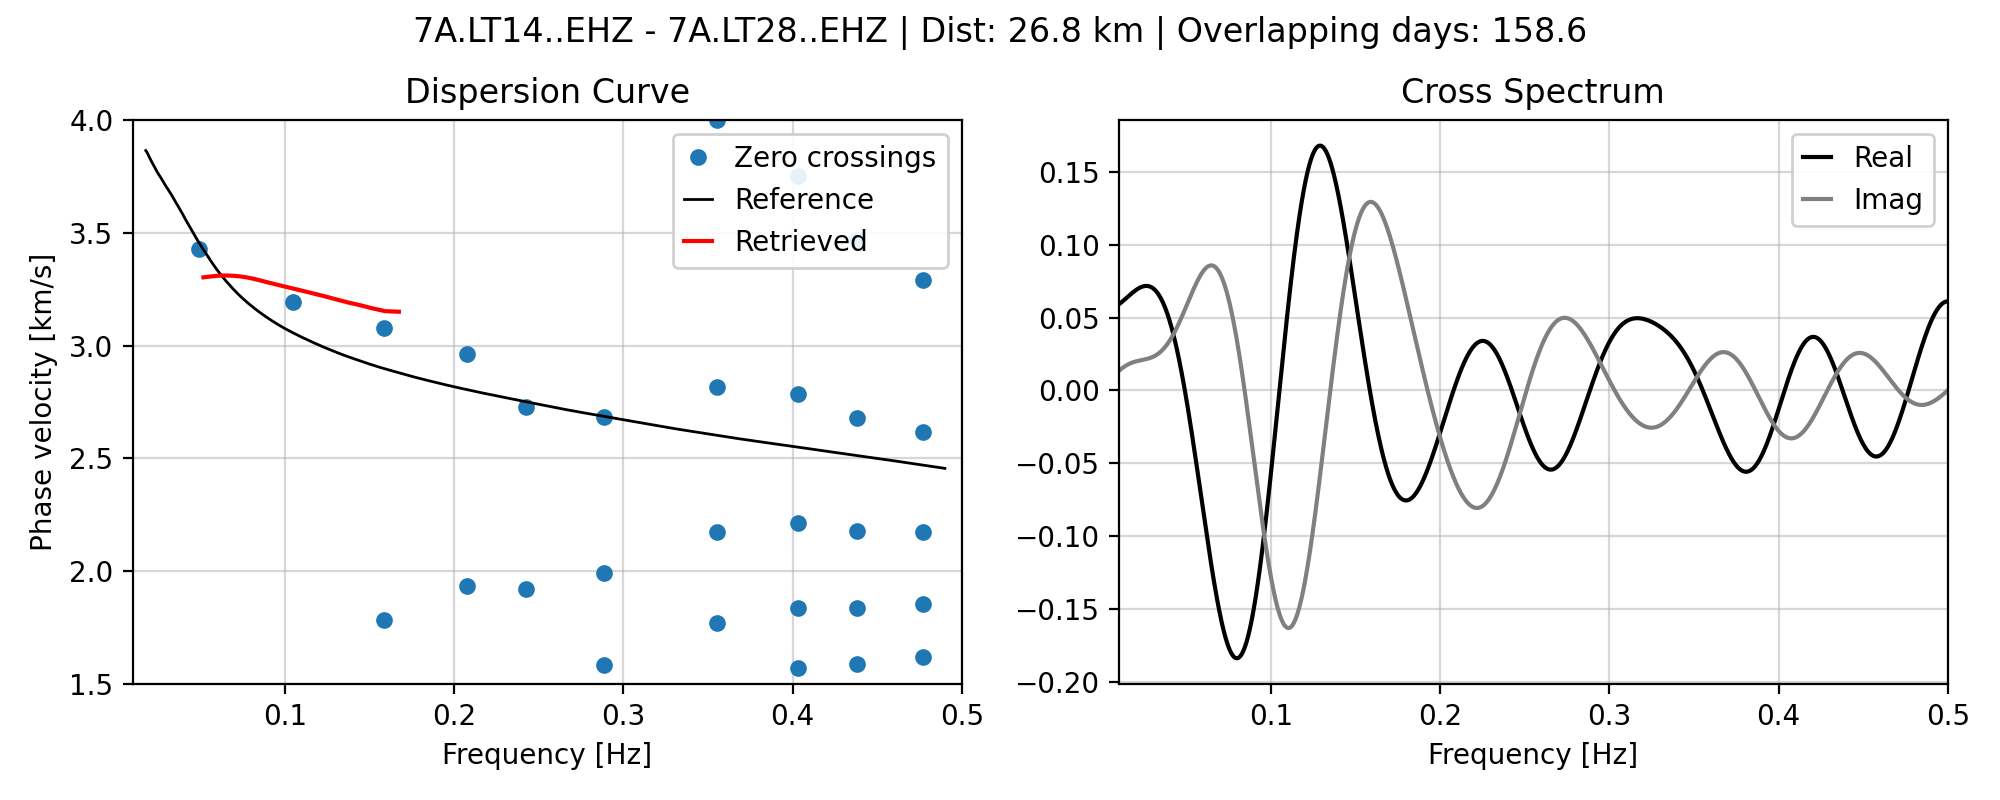 7A.LT14..EHZ - 7A.LT28..EHZ | Dist: 26.8 km | Overlapping days: 158.6
Dispersion Curve
4.0
3.5
3.0
2.5
2.0
1.5
Phase velocity [km/s]
Zero crossings
Reference
Retrieved
0.1
0.2
0.3
0.4
0.5
Frequency [Hz]
Cross Spectrum
0.15
0.10
0.05
0.00
−0.05
−0.10
−0.15
−0.20
Real
Imag
0.1
0.2
0.3
0.4
0.5
Frequency [Hz]